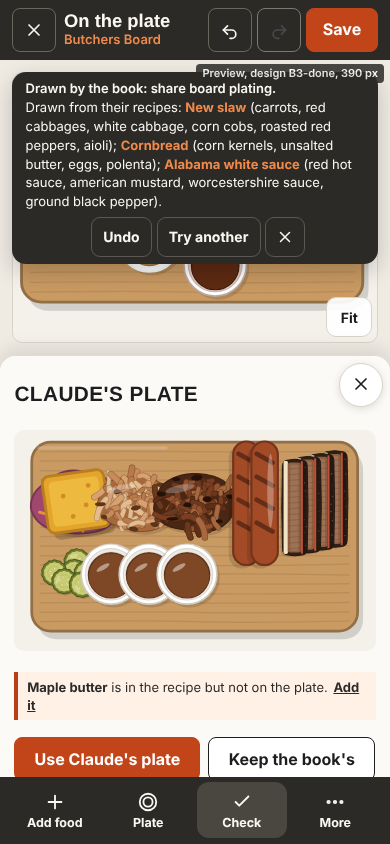 On the plate
Butchers Board
Save
Preview, design B3-done, 390 px
Drawn by the book: share board plating.
Drawn from their recipes: New slaw (carrots, red
cabbages, white cabbage, corn cobs, roasted red
peppers, aioli); Cornbread (corn kernels, unsalted
butter, eggs, polenta); Alabama white sauce (red hot
sauce, american mustard, worcestershire sauce,
ground black pepper).
Undo
Try another
Fit
CLAUDE'S PLATE
Maple butter is in the recipe but not on the plate. Add
it
Use Claude's plate
Keep the book's
Add food
Plate
Check
More